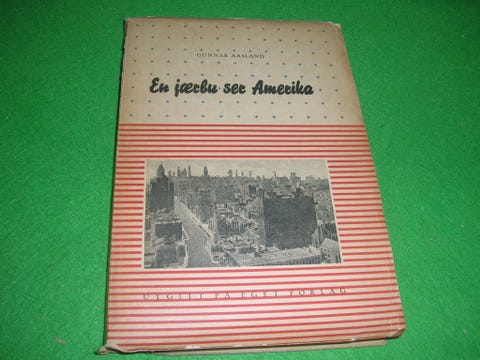 GUNNAR AASLAND
En jærbu ser Amerika
UTGITT PÅ EGET FORLAG